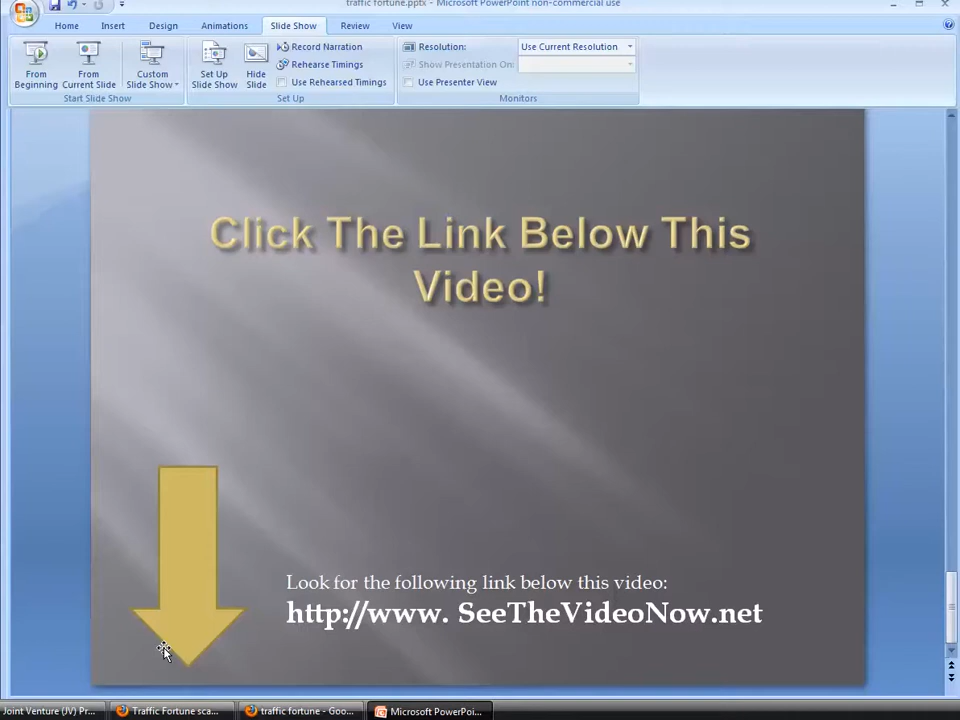 traffic fortune.pptx - Microsoft PowerPoint non-commercial use
Home Insert Design Animations Slide Show Review View
From Beginning
From Current Slide
Custom Slide Show
Start Slide Show
Set Up Slide Show
Hide Slide
Record Narration
Rehearse Timings
Use Rehearsed Timings
Set Up
Resolution: Use Current Resolution
Show Presentation On:
Use Presenter View
Monitors
Click The Link Below This
Video!
Look for the following link below this video:
http://www. SeeTheVideoNow.net
Joint Venture (JV) Pr... Traffic Fortune sca... traffic fortune - Goo... Microsoft PowerPoi...